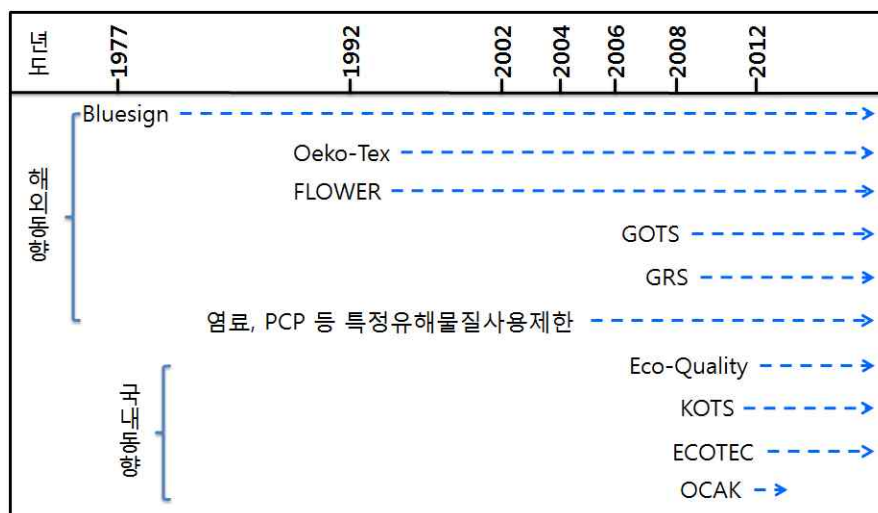 년도 1977 1992 2002 2004 2006 2008 2012
해외동향
Bluesign
Oeko-Tex
FLOWER
GOTS
GRS
염료, PCP 등 특정유해물질사용제한
국내동향
Eco-Quality
KOTS
ECOTEC
OCAK